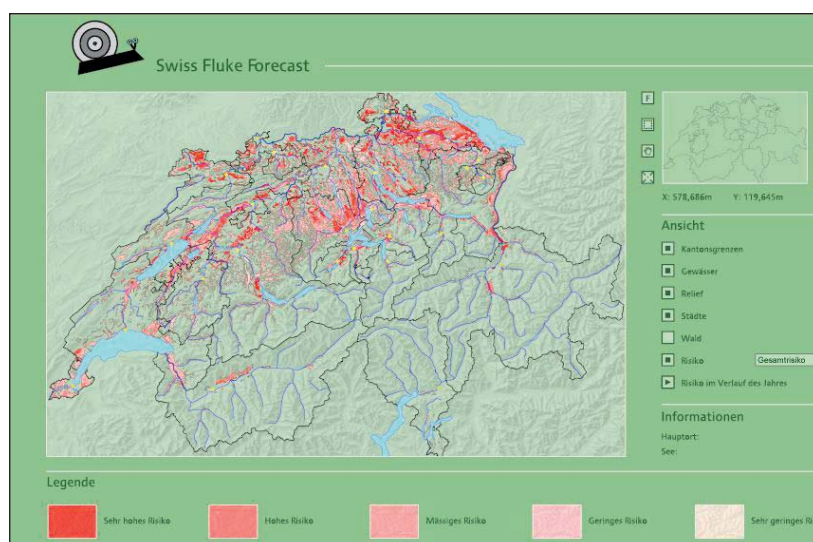 Swiss Fluke Forecast
F
X: 578,686m Y: 119,645m
Ansicht
Kantonsgrenzen
Gewässer
Relief
Städte
Wald
Risiko Gesamtrisiko
Risiko im Verlauf des Jahres
Informationen
Hauptort:
See:
Legende
Sehr hohes Risiko
Hohes Risiko
Mässiges Risiko
Geringes Risiko
Sehr geringes Ri